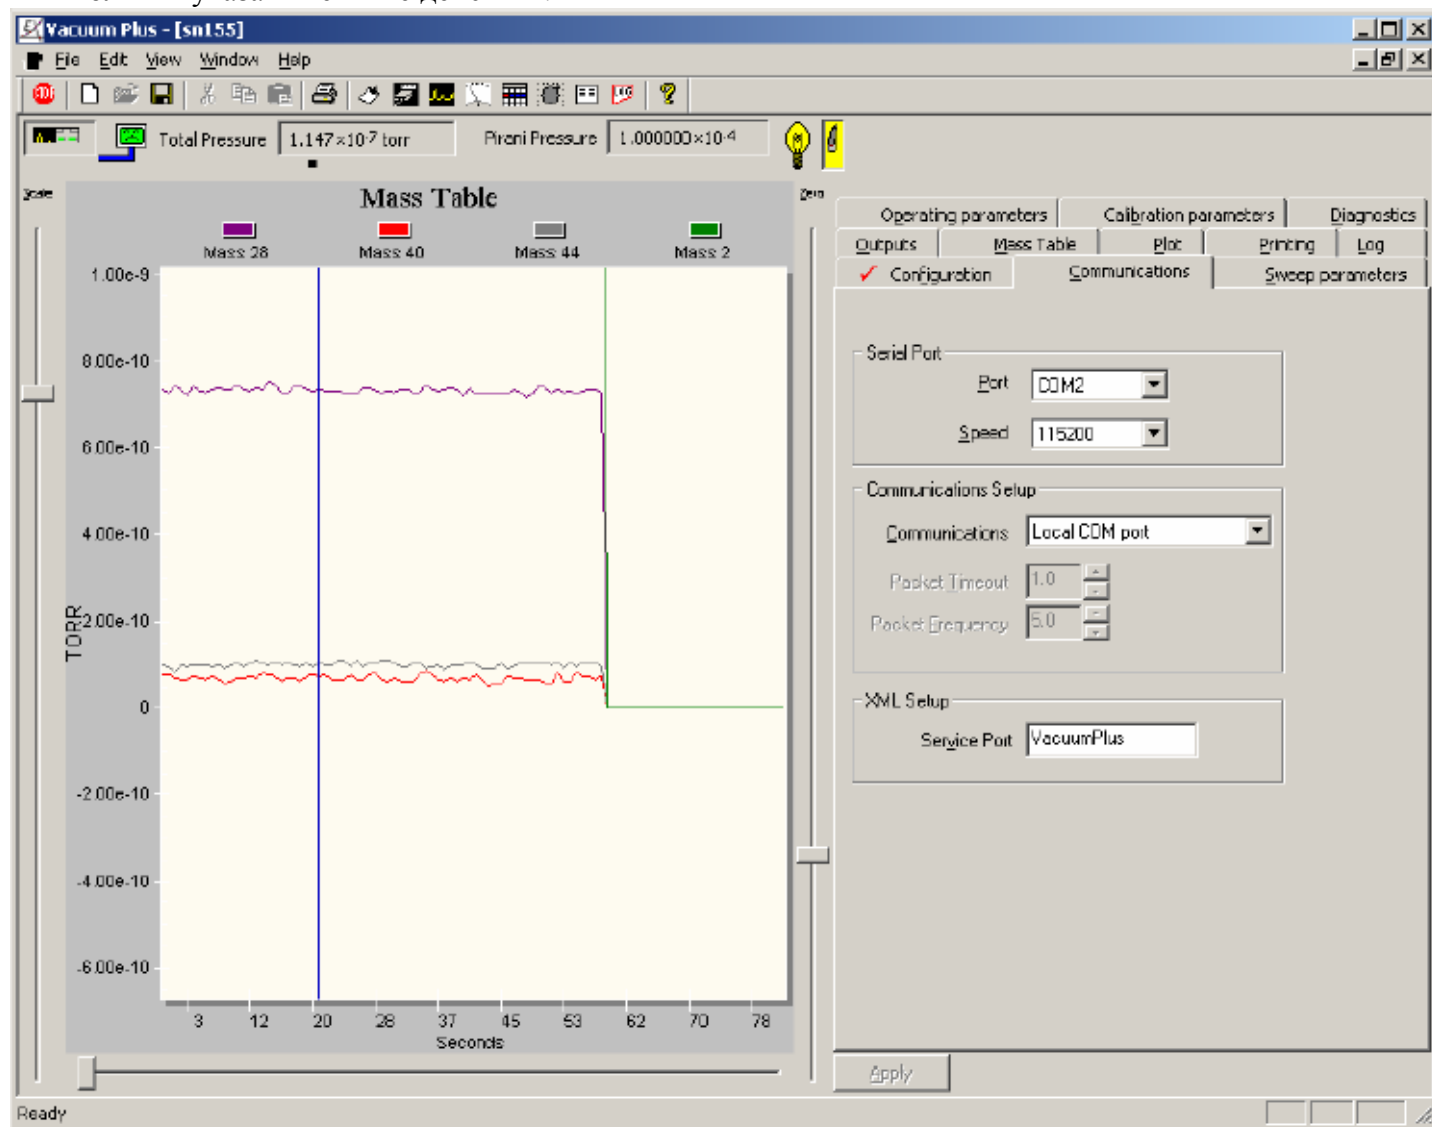 Vacuum Plus - [sn155]
File Edit View Window Help
Total Pressure 1.147×10-7 torr Pirani Pressure 1.000000×10-4
Scale
Zero
Mass Table
Mass 28 Mass 40 Mass 44 Mass 2
1.00e-9
8.00e-10
6.00e-10
4.00e-10
2.00e-10
0
-2.00e-10
-4.00e-10
-6.00e-10
TORR
3 12 20 28 37 45 53 62 70 78
Seconds
Operating parameters Calibration parameters Diagnostics
Outputs Mass Table Plot Printing Log
Configuration Communications Sweep parameters
Serial Port
Port COM2
Speed 115200
Communications Setup
Communications Local COM port
Packet Timeout 1.0
Packet Frequency 5.0
XML Setup
Service Port VacuumPlus
Apply
Ready